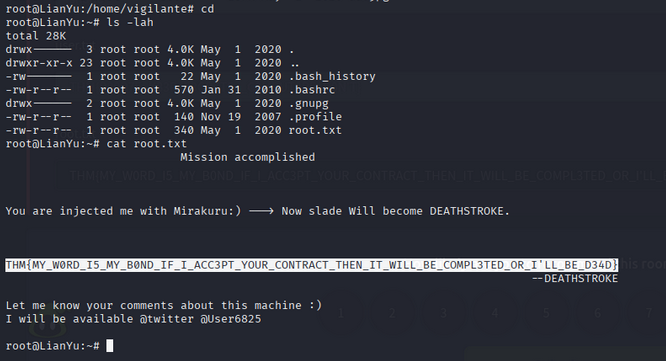 root@LianYu:/home/vigilante# cd
root@LianYu:~# ls -lah
total 28K
drwx------  3 root root 4.0K May  1  2020 .
drwxr-xr-x 23 root root 4.0K May  1  2020 ..
-rw-------  1 root root   22 May  1  2020 .bash_history
-rw-r--r--  1 root root  570 Jan 31  2010 .bashrc
drwx------  2 root root 4.0K May  1  2020 .gnupg
-rw-r--r--  1 root root  140 Nov 19  2007 .profile
-rw-r--r--  1 root root  340 May  1  2020 root.txt
root@LianYu:~# cat root.txt
Mission accomplished
You are injected me with Mirakuru:) ---> Now slade Will become DEATHSTROKE.
THM{MY_W0RD_I5_MY_B0ND_IF_I_ACC3PT_YOUR_CONTRACT_THEN_IT_WILL_BE_COMPL3TED_OR_I'LL_BE_D34D}
--DEATHSTROKE
Let me know your comments about this machine :)
I will be available @twitter @User6825
root@LianYu:~#